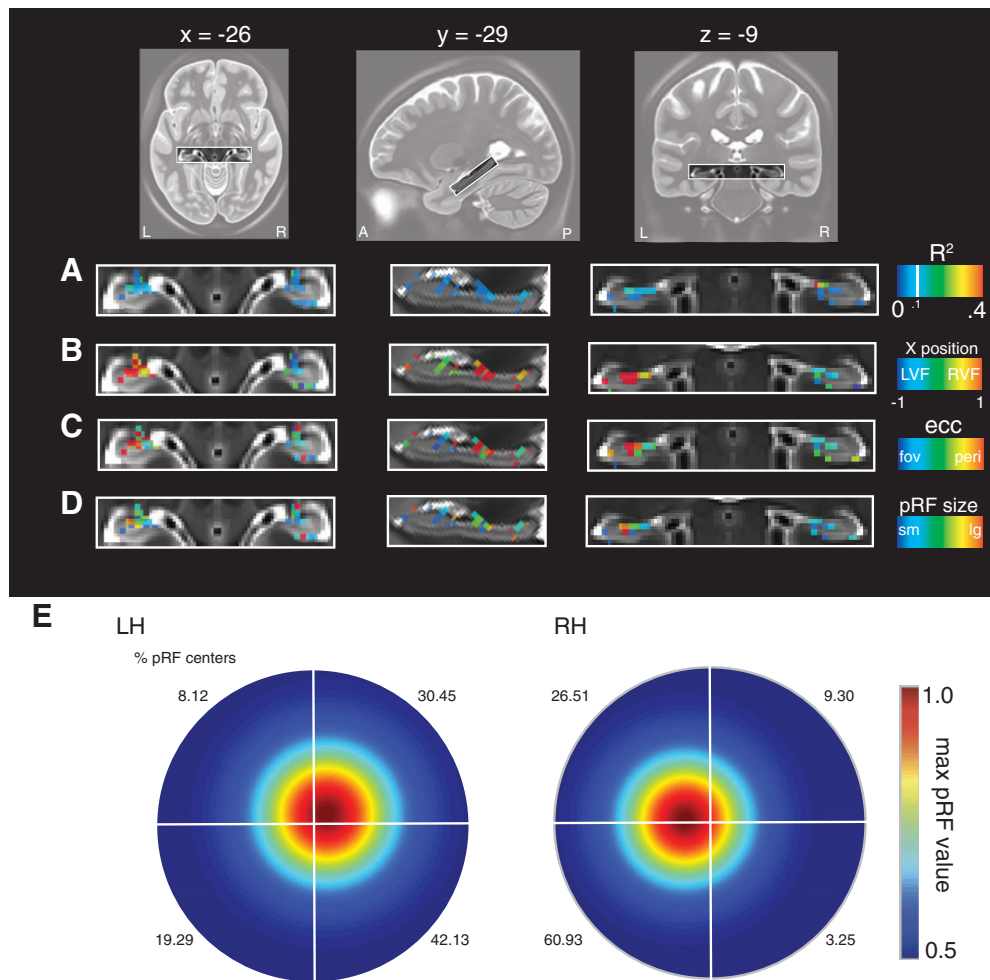 x = -26
y = -29
z = -9
L
R
A
P
L
R
A
R²
0
.1
.4
B
X position
LVF
RVF
-1
1
C
ecc
fov
peri
D
pRF size
sm
lg
E
LH
RH
% pRF centers
8.12
30.45
26.51
9.30
1.0
max pRF value
19.29
42.13
60.93
3.25
0.5